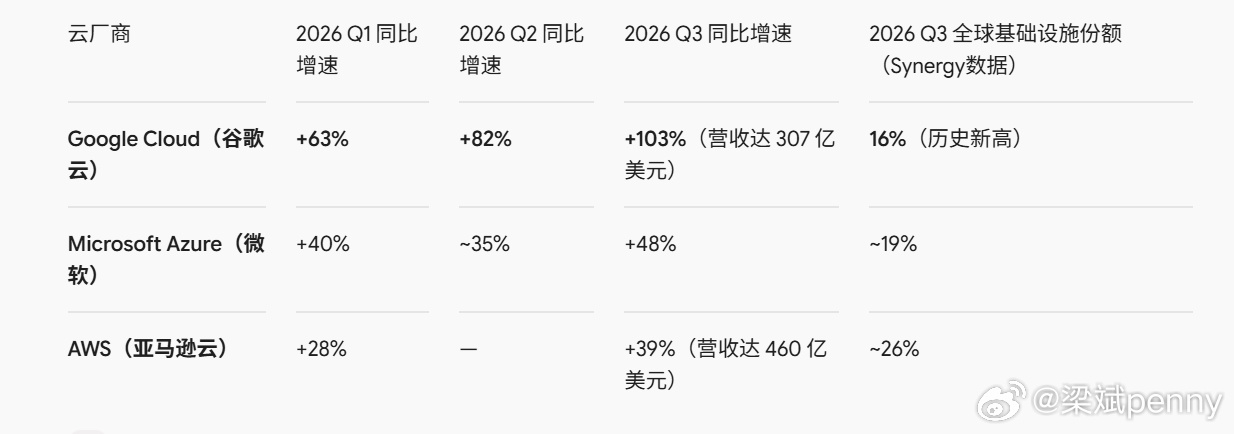 云厂商
2026 Q1 同比
增速
2026 Q2 同比
增速
2026 Q3 同比增速
2026 Q3 全球基础设施份额
（Synergy数据）
Google Cloud（谷歌
云）
+63%
+82%
+103%（营收达 307 亿
美元）
16%（历史新高）
Microsoft Azure（微
软）
+40%
~35%
+48%
~19%
AWS（亚马逊云）
+28%
—
+39%（营收达 460 亿
美元）
~26%
@梁斌penny